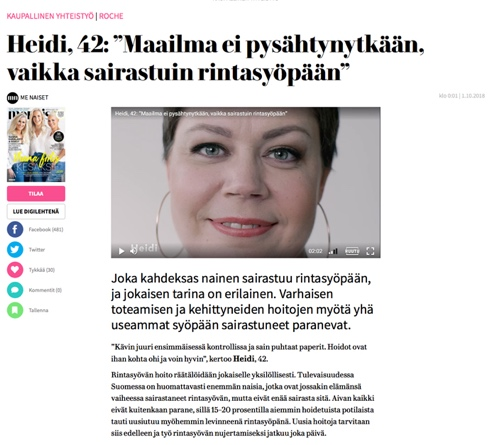 KAUPALLINEN YHTEISTYÖ | ROCHE
Heidi, 42: ”Maailma ei pysähtynytkään,
vaikka sairastuin rintasyöpään”
ME NAISET
klo 0:01 | 1.10.2018
TILAA
LUE DIGILEHTENÄ
Facebook (481)
Twitter
Tykkää (30)
Kommentit (0)
Tallenna
Heidi, 42: ”Maailma ei pysähtynytkään, vaikka sairastuin rintasyöpään”
Heidi
02:02
RUUTU
Joka kahdeksas nainen sairastuu rintasyöpään,
ja jokaisen tarina on erilainen. Varhaisen
toteamisen ja kehittyneiden hoitojen myötä yhä
useammat syöpään sairastuneet paranevat.
”Kävin juuri ensimmäisessä kontrollissa ja sain puhtaat paperit. Hoidot ovat
ihan kohta ohi ja voin hyvin”, kertoo Heidi, 42.
Rintasyövän hoito räätälöidään jokaiselle yksilöllisesti. Tulevaisuudessa
Suomessa on huomattavasti enemmän naisia, jotka ovat jossakin elämänsä
vaiheessa sairastaneet rintasyövän, mutta eivät enää sairasta sitä. Aivan kaikki
eivät kuitenkaan parane, sillä 15–20 prosentilla aiemmin hoidetuista potilaista
tauti uusiutuu myöhemmin levinneenä rintasyöpänä. Uusia hoitoja tarvitaan
siis edelleen ja työ rintasyövän nujertamiseksi jatkuu joka päivä.